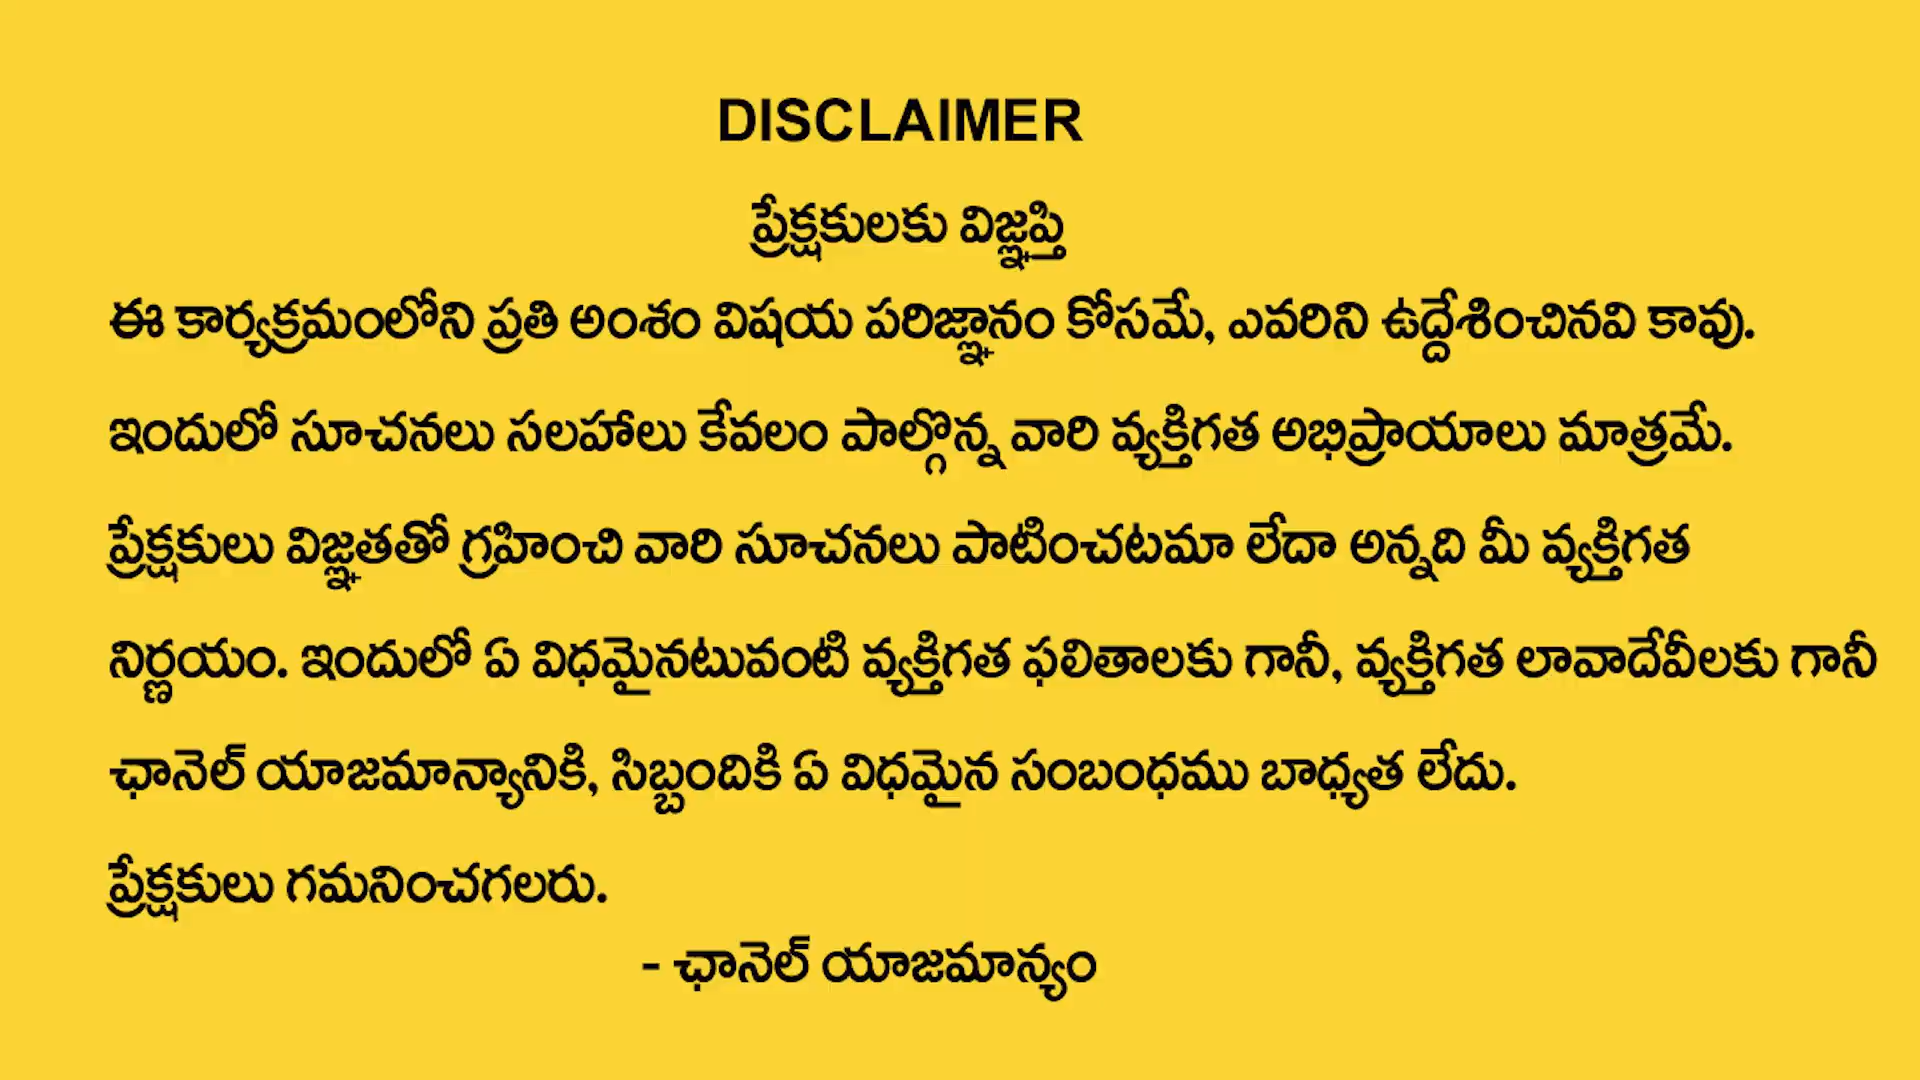 DISCLAIMER
ప్రేక్షకులకు విజ్ఞప్తి
ఈ కార్యక్రమంలోని ప్రతి అంశం విషయ పరిజ్ఞానం కోసమే, ఎవరిని ఉద్దేశించినవి కావు.
ఇందులో సూచనలు సలహాలు కేవలం పాల్గొన్న వారి వ్యక్తిగత అభిప్రాయాలు మాత్రమే.
ప్రేక్షకులు విజ్ఞతతో గ్రహించి వారి సూచనలు పాటించటమా లేదా అన్నది మీ వ్యక్తిగత
నిర్ణయం. ఇందులో ఏ విధమైనటువంటి వ్యక్తిగత ఫలితాలకు గానీ, వ్యక్తిగత లావాదేవీలకు గానీ
ఛానెల్ యాజమాన్యానికి, సిబ్బందికి ఏ విధమైన సంబంధము బాధ్యత లేదు.
ప్రేక్షకులు గమనించగలరు.
- ఛానెల్ యాజమాన్యం